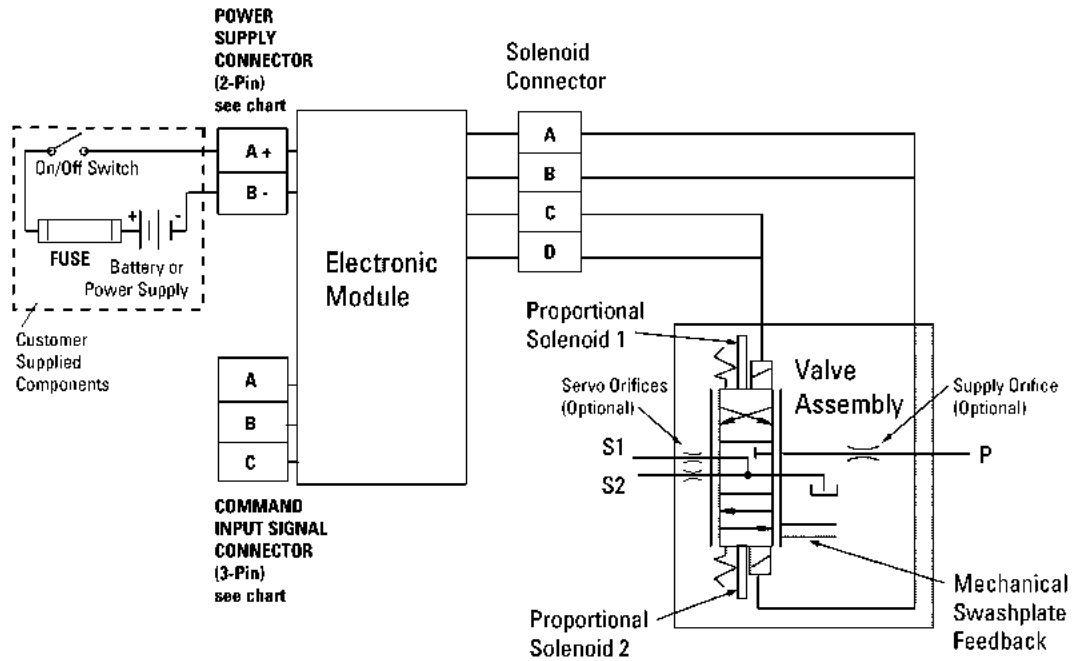 POWER
SUPPLY
CONNECTOR
(2-Pin)
see chart
Solenoid
Connector
A +
B -
On/Off Switch
+
-
FUSE
Battery or
Power Supply
Customer
Supplied
Components
Electronic
Module
A
B
C
D
A
B
C
COMMAND
INPUT SIGNAL
CONNECTOR
(3-Pin)
see chart
Proportional
Solenoid 1
Servo Orifices
(Optional)
Valve
Assembly
Supply Orifice
(Optional)
S1
S2
P
Proportional
Solenoid 2
Mechanical
Swashplate
Feedback